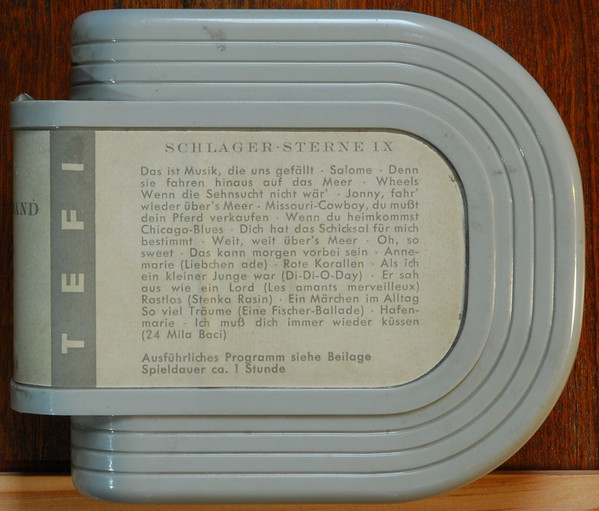 SCHLAGER-STERNE IX
Das ist Musik, die uns gefällt · Salome · Denn
sie fahren hinaus auf das Meer · Wheels
Wenn die Sehnsucht nicht wär' · Jonny, fahr'
wieder über's Meer · Missouri-Cowboy, du mußt
dein Pferd verkaufen · Wenn du heimkommst
Chicago-Blues · Dich hat das Schicksal für mich
bestimmt · Weit, weit über's Meer · Oh, so
sweet · Das kann morgen vorbei sein · Anne-
marie (Liebchen ade) · Rote Korallen · Als ich
ein kleiner Junge war (Di-Di-O-Day) · Er sah
aus wie ein Lord (Les amants merveilleux)
Rastlos (Stenka Rasin) · Ein Märchen im Alltag
So viel Träume (Eine Fischer-Ballade) · Hafen-
marie · Ich muß dich immer wieder küssen
(24 Mila Baci)
Ausführliches Programm siehe Beilage
Spieldauer ca. 1 Stunde
TEFI
AND